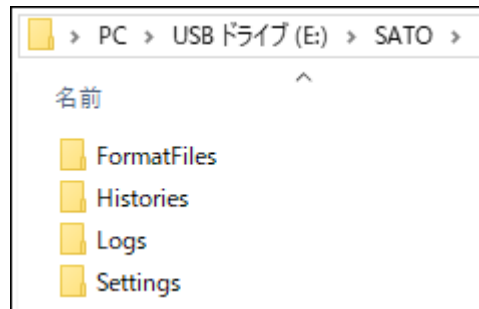 PC > USB ドライブ (E:) > SATO >
名前
FormatFiles
Histories
Logs
Settings